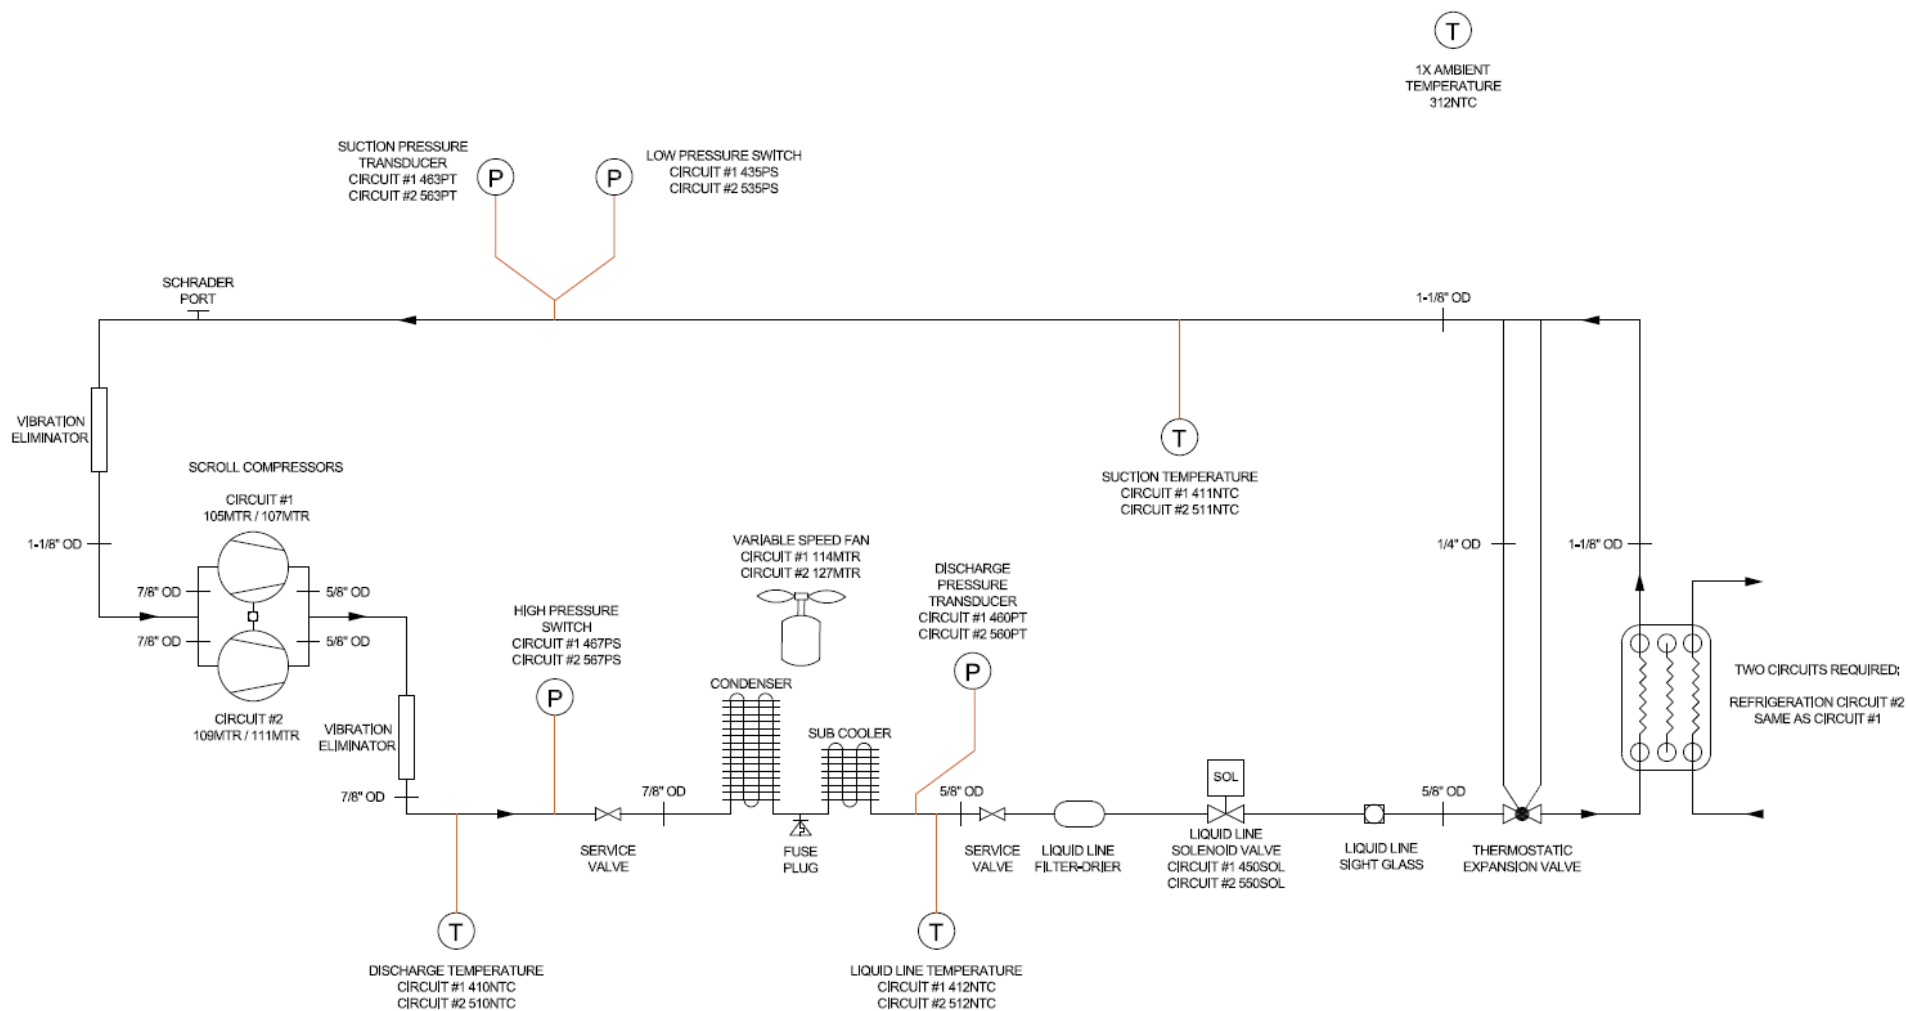 T
1X AMBIENT
TEMPERATURE
312NTC
SUCTION PRESSURE
TRANSDUCER
CIRCUIT #1 463PT
CIRCUIT #2 563PT
P
P
LOW PRESSURE SWITCH
CIRCUIT #1 435PS
CIRCUIT #2 535PS
SCHRADER
PORT
1-1/8" OD
VIBRATION
ELIMINATOR
SCROLL COMPRESSORS
CIRCUIT #1
105MTR / 107MTR
T
SUCTION TEMPERATURE
CIRCUIT #1 411NTC
CIRCUIT #2 511NTC
1-1/8" OD
7/8" OD
5/8" OD
7/8" OD
5/8" OD
CIRCUIT #2
109MTR / 111MTR
VARIABLE SPEED FAN
CIRCUIT #1 114MTR
CIRCUIT #2 127MTR
DISCHARGE
PRESSURE
TRANSDUCER
CIRCUIT #1 460PT
CIRCUIT #2 560PT
P
1/4" OD
1-1/8" OD
HIGH PRESSURE
SWITCH
CIRCUIT #1 467PS
CIRCUIT #2 567PS
P
CONDENSER
SUB COOLER
TWO CIRCUITS REQUIRED;
REFRIGERATION CIRCUIT #2
SAME AS CIRCUIT #1
VIBRATION
ELIMINATOR
7/8" OD
7/8" OD
5/8" OD
SOL
5/8" OD
SERVICE
VALVE
FUSE
PLUG
SERVICE
VALVE
LIQUID LINE
FILTER-DRIER
LIQUID LINE
SOLENOID VALVE
CIRCUIT #1 450SOL
CIRCUIT #2 550SOL
LIQUID LINE
SIGHT GLASS
THERMOSTATIC
EXPANSION VALVE
T
DISCHARGE TEMPERATURE
CIRCUIT #1 410NTC
CIRCUIT #2 510NTC
T
LIQUID LINE TEMPERATURE
CIRCUIT #1 412NTC
CIRCUIT #2 512NTC